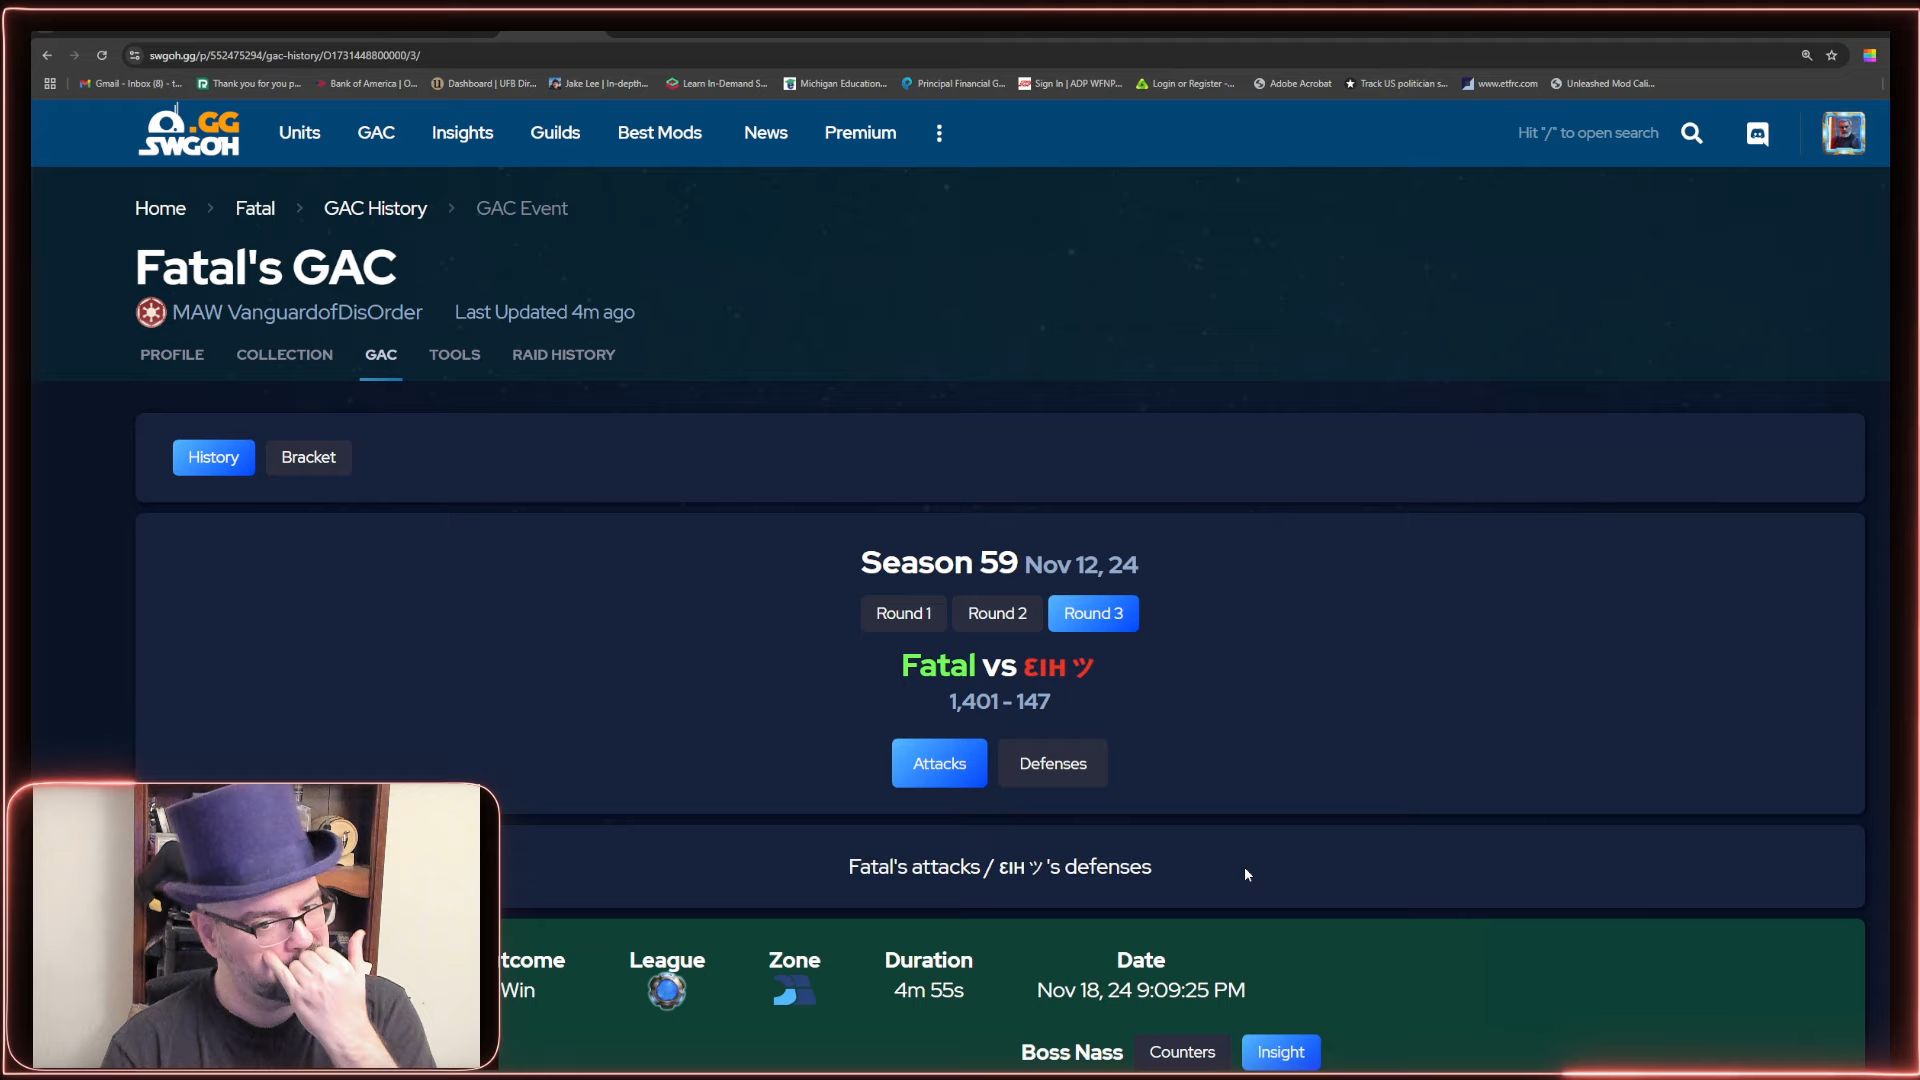 swgoh.gg/p/552475294/gac-history/O1731448800000/3/
Gmail - Inbox (8) - t... Thank you for you p... Bank of America | O... Dashboard | UFB Dir... Jake Lee | In-depth... Learn In-Demand S... Michigan Education... Principal Financial G... Sign In | ADP WFNP... Login or Register -... Adobe Acrobat Track US politician s... www.etfrc.com Unleashed Mod Cali...
.GG
SWGOH
Units GAC Insights Guilds Best Mods News Premium Hit "/" to open search
Home > Fatal > GAC History > GAC Event
Fatal's GAC
MAW VanguardofDisOrder Last Updated 4m ago
PROFILE COLLECTION GAC TOOLS RAID HISTORY
History Bracket
Season 59 Nov 12, 24
Round 1 Round 2 Round 3
Fatal vs ειн ツ
1,401 - 147
Attacks Defenses
Fatal's attacks / ειн ツ's defenses
tcome League Zone Duration Date
Win 4m 55s Nov 18, 24 9:09:25 PM
Boss Nass Counters Insight